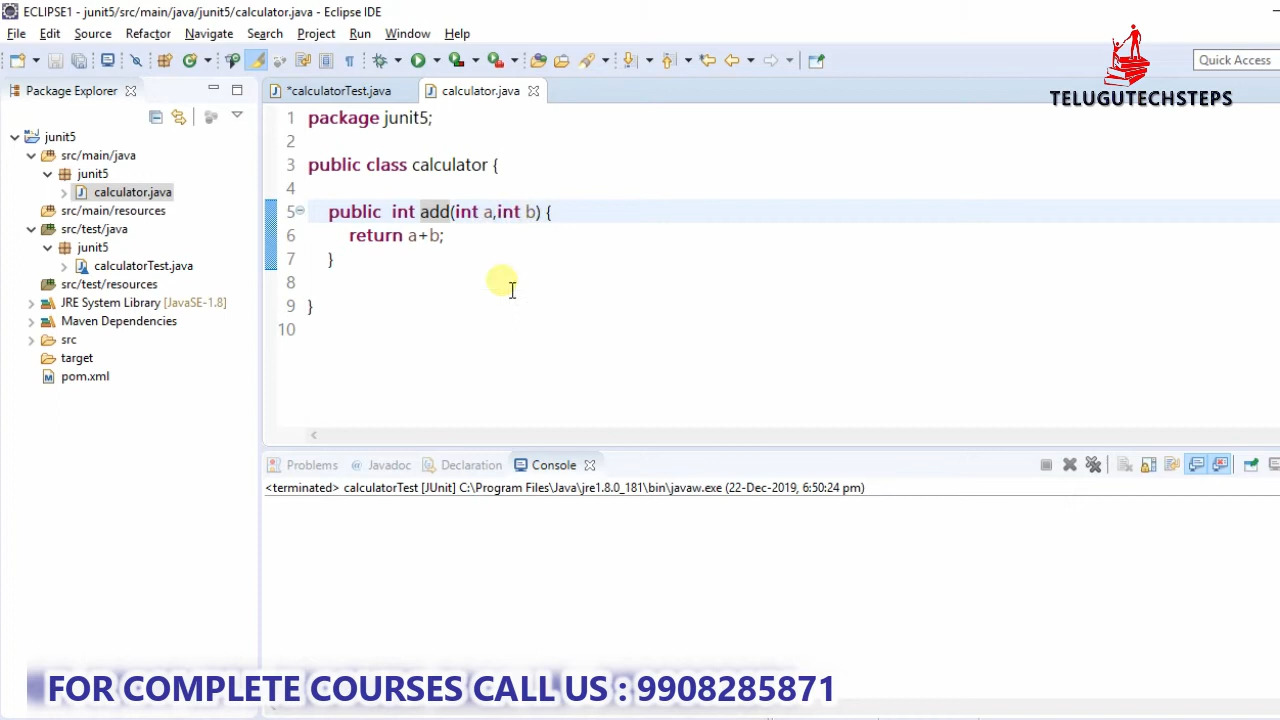 ECLIPSE1 - junit5/src/main/java/junit5/calculator.java - Eclipse IDE
File Edit Source Refactor Navigate Search Project Run Window Help
Quick Access
TELUGUTECHSTEPS
Package Explorer
junit5
src/main/java
junit5
calculator.java
src/main/resources
src/test/java
junit5
calculatorTest.java
src/test/resources
JRE System Library [JavaSE-1.8]
Maven Dependencies
src
target
pom.xml
*calculatorTest.java calculator.java
1 package junit5;
2
3 public class calculator {
4
5 public  int add(int a,int b) {
6 return a+b;
7 }
8
9 }
10
Problems @ Javadoc Declaration Console
<terminated> calculatorTest [JUnit] C:\Program Files\Java\jre1.8.0_181\bin\javaw.exe (22-Dec-2019, 6:50:24 pm)
FOR COMPLETE COURSES CALL US : 9908285871